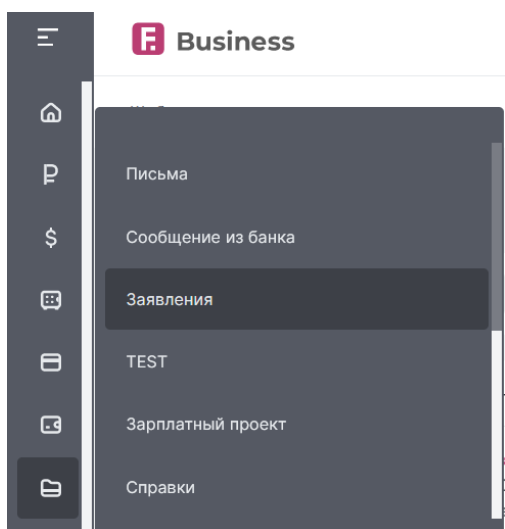 F. Business
Письма
Сообщение из банка
Заявления
TEST
Зарплатный проект
Справки